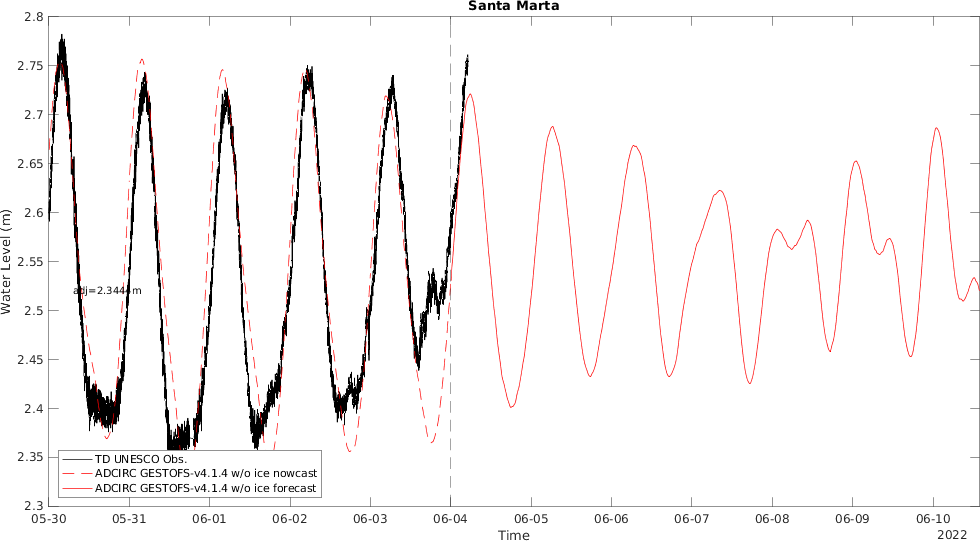 Santa Marta
2.8
2.75
2.7
2.65
2.6
2.55
2.5
2.45
2.4
2.35
2.3
Water Level (m)
adj=2.3444m
TD UNESCO Obs.
ADCIRC GESTOFS-v4.1.4 w/o ice nowcast
ADCIRC GESTOFS-v4.1.4 w/o ice forecast
05-30 05-31 06-01 06-02 06-03 06-04 06-05 06-06 06-07 06-08 06-09 06-10
Time
2022